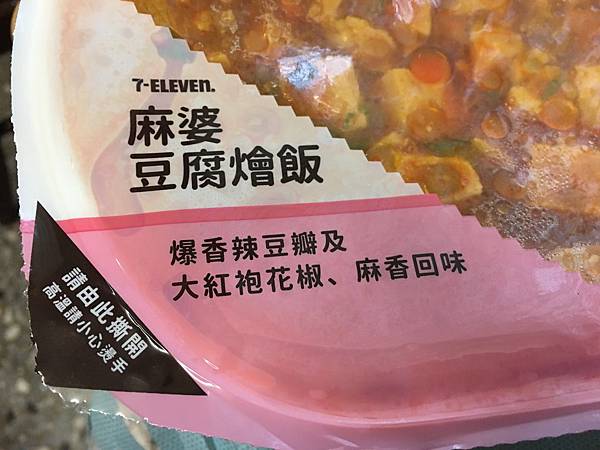 7-ELEVEn.
麻婆
豆腐燴飯
爆香辣豆瓣及
大紅袍花椒、麻香回味
請由此撕開
高溫請小心燙手